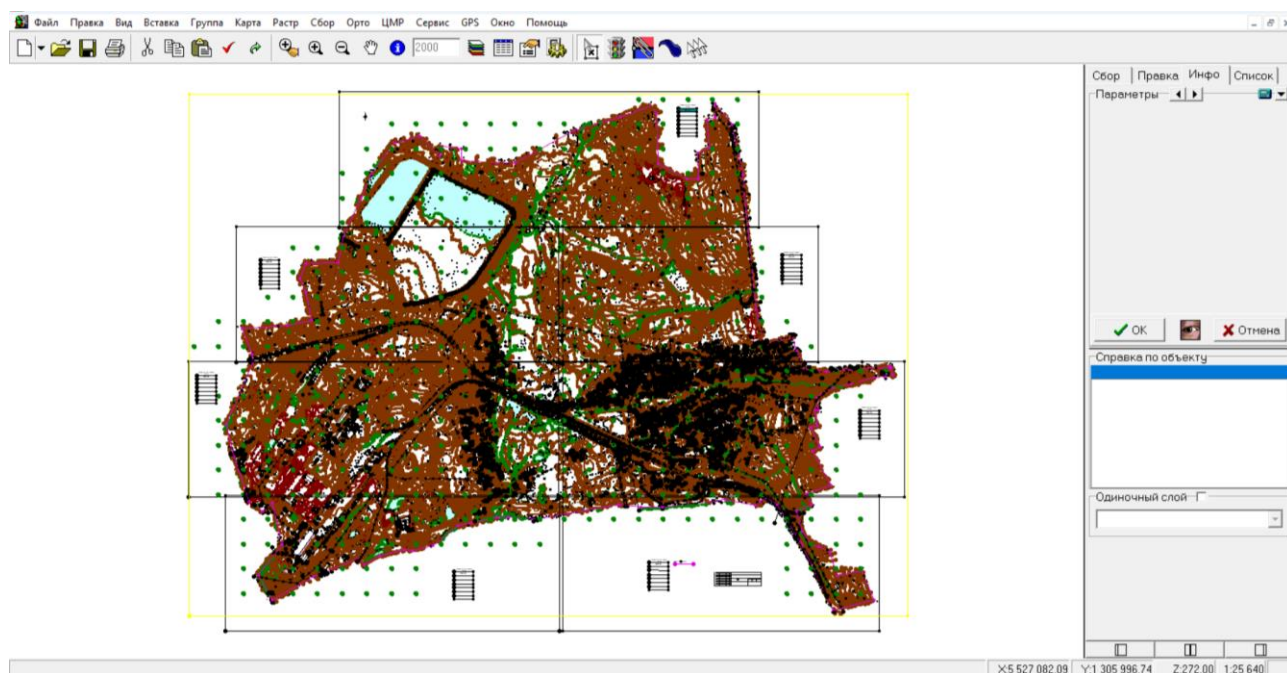 Файл Правка Вид Вставка Группа Карта Растр Сбор Орто ЦМР Сервис GPS Окно Помощь
2000
Сбор Правка Инфо Список
Параметры
OK Отмена
Справка по объекту
Одиночный слой
X:5 527 082.09 Y:1 305 996.74 Z:272.00 1:25 640